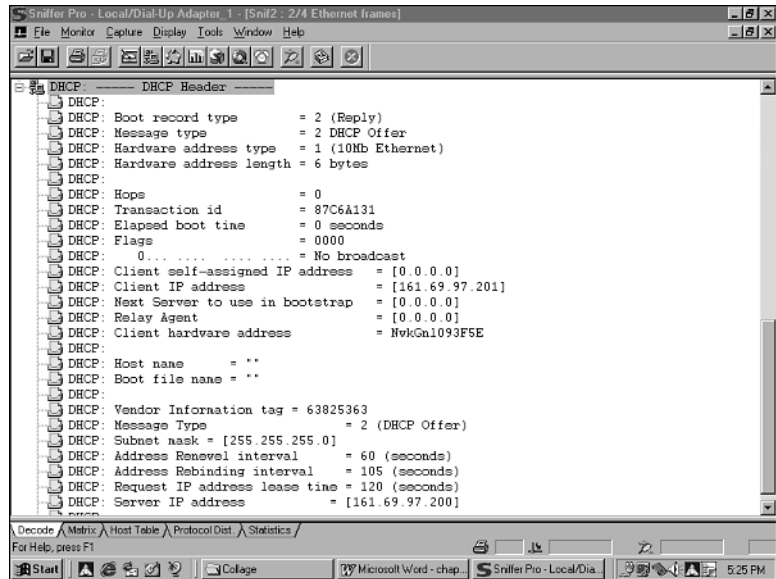 Sniffer Pro - Local/Dial-Up Adapter_1 - [Snif2 : 2/4 Ethernet frames]
File Monitor Capture Display Tools Window Help
DHCP: ----- DHCP Header -----
DHCP:
DHCP: Boot record type = 2 (Reply)
DHCP: Message type = 2 DHCP Offer
DHCP: Hardware address type = 1 (10Mb Ethernet)
DHCP: Hardware address length = 6 bytes
DHCP:
DHCP: Hops = 0
DHCP: Transaction id = 87C6A131
DHCP: Elapsed boot time = 0 seconds
DHCP: Flags = 0000
DHCP: 0... .... .... .... = No broadcast
DHCP: Client self-assigned IP address = [0.0.0.0]
DHCP: Client IP address = [161.69.97.201]
DHCP: Next Server to use in bootstrap = [0.0.0.0]
DHCP: Relay Agent = [0.0.0.0]
DHCP: Client hardware address = NwkGnl093F5E
DHCP:
DHCP: Host name = ""
DHCP: Boot file name = ""
DHCP:
DHCP: Vendor Information tag = 63825363
DHCP: Message Type = 2 (DHCP Offer)
DHCP: Subnet mask = [255.255.255.0]
DHCP: Address Renewel interval = 60 (seconds)
DHCP: Address Rebinding interval = 105 (seconds)
DHCP: Request IP address lease time = 120 (seconds)
DHCP: Server IP address = [161.69.97.200]
DHCP
Decode Matrix Host Table Protocol Dist. Statistics
For Help, press F1
Start Collage Microsoft Word - chap... Sniffer Pro - Local/Dia... 5:25 PM